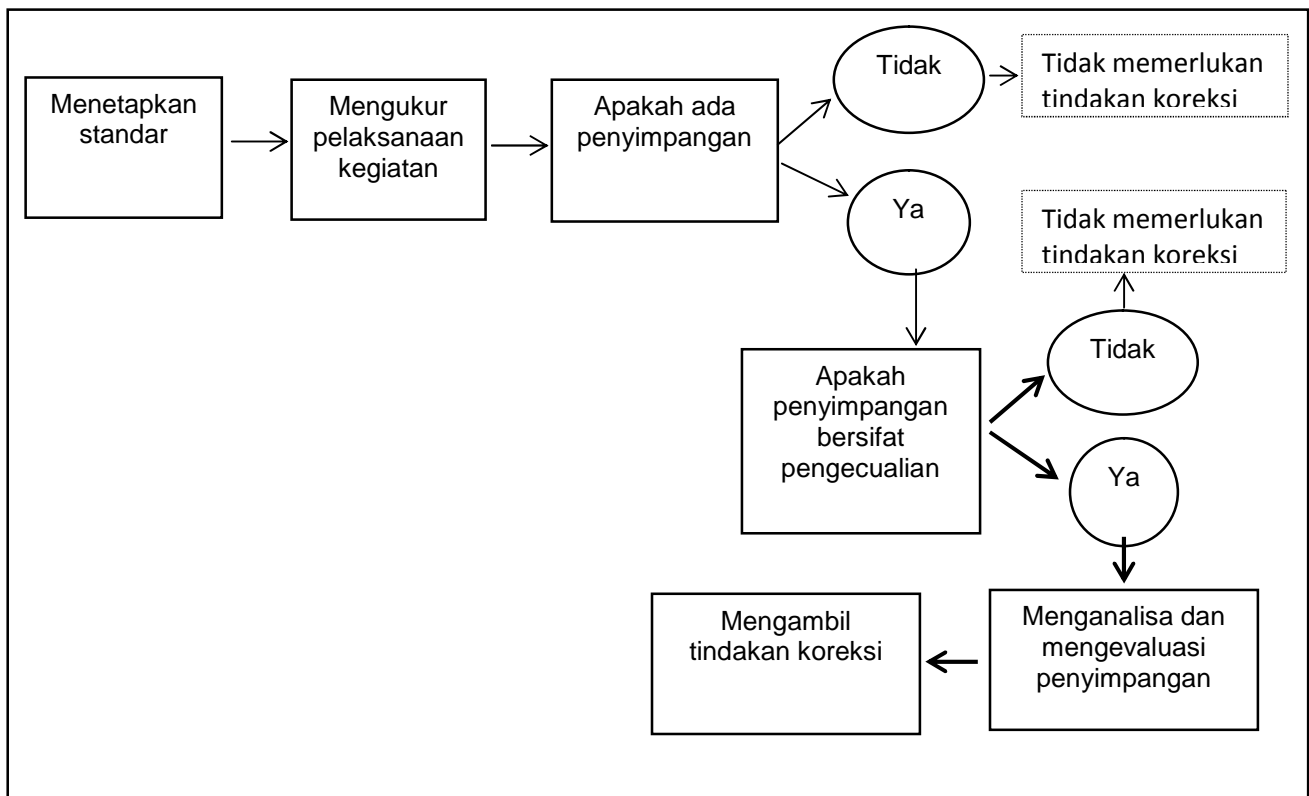 Menetapkan
standar
Mengukur
pelaksanaan
kegiatan
Apakah ada
penyimpangan
Tidak
Tidak memerlukan
tindakan koreksi
Ya
Tidak memerlukan
tindakan koreksi
Apakah
penyimpangan
bersifat
pengecualian
Tidak
Ya
Menganalisa dan
mengevaluasi
penyimpangan
Mengambil
tindakan koreksi